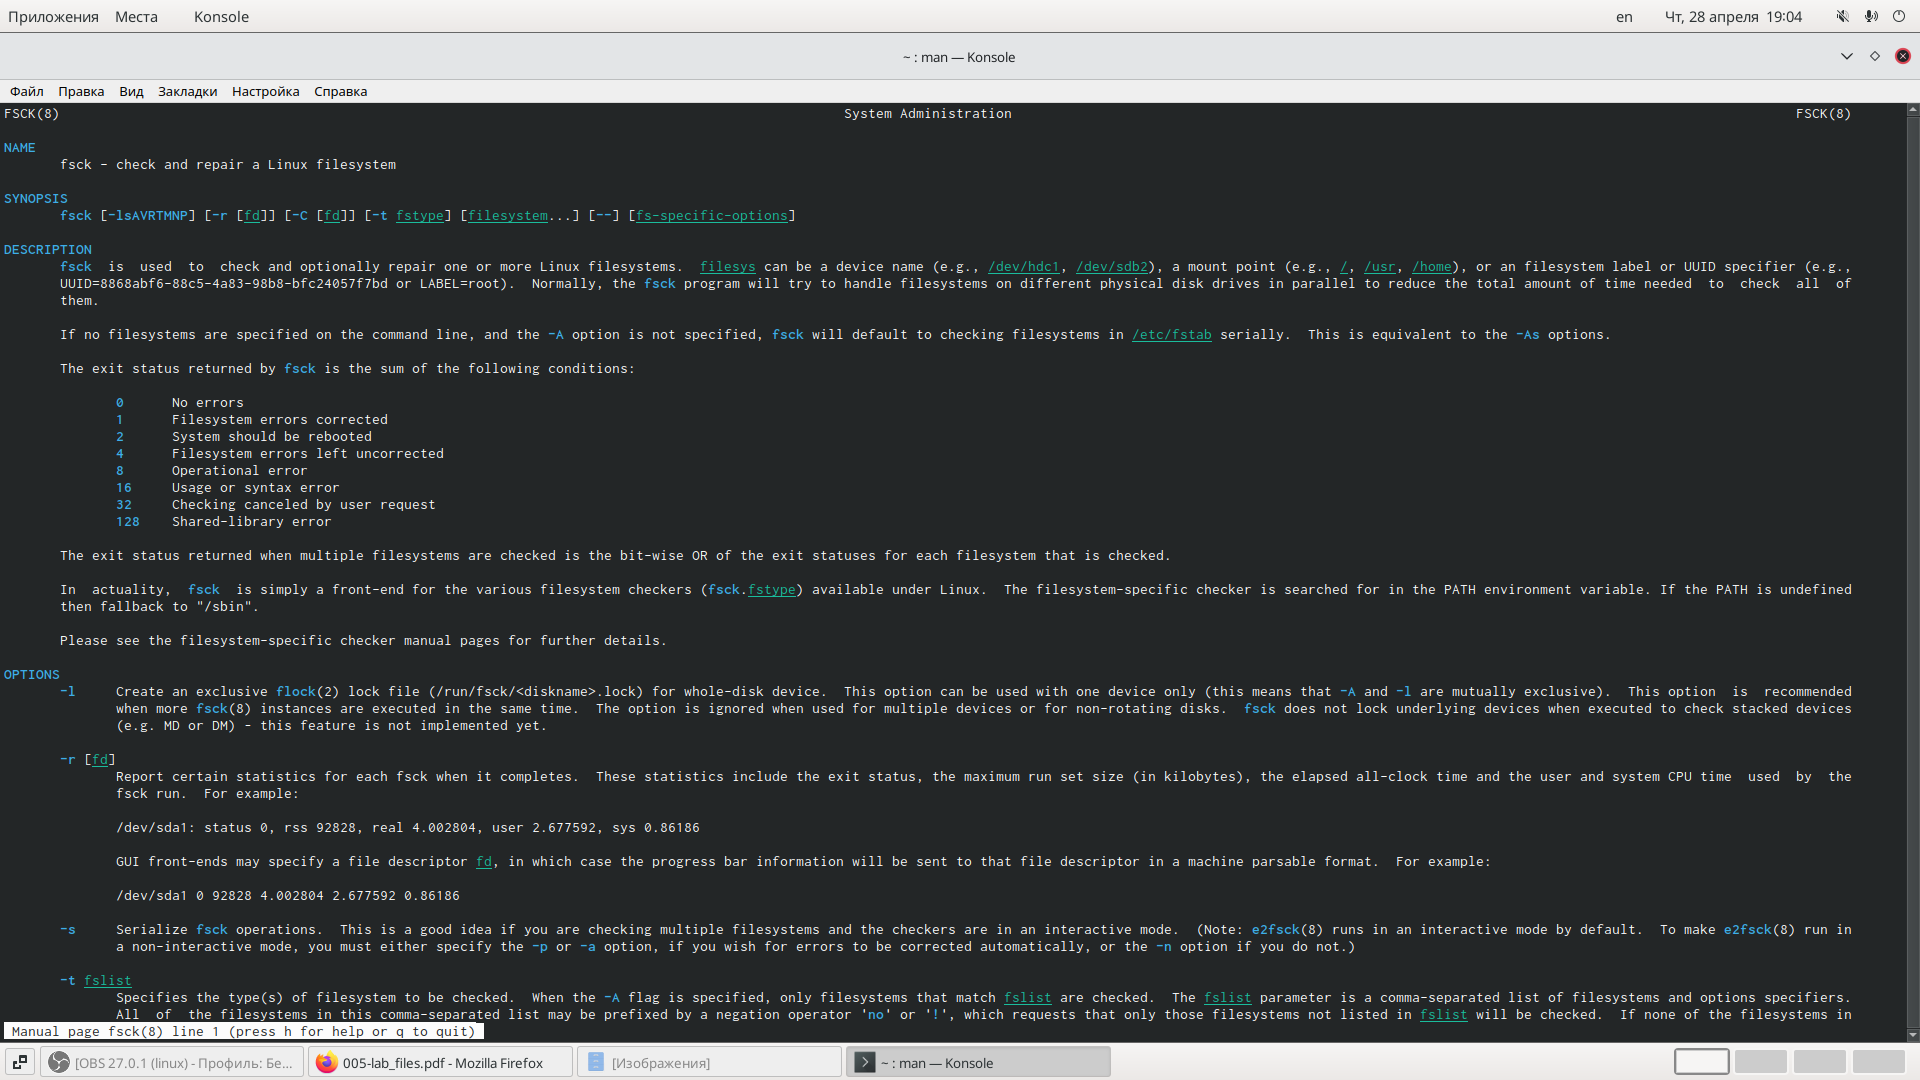 Приложения Места Konsole en Чт, 28 апреля 19:04
~ : man — Konsole
Файл Правка Вид Закладки Настройка Справка
FSCK(8) System Administration FSCK(8)
NAME
fsck - check and repair a Linux filesystem
SYNOPSIS
fsck [-lsAVRTMNP] [-r [fd]] [-C [fd]] [-t fstype] [filesystem...] [--] [fs-specific-options]
DESCRIPTION
fsck is used to check and optionally repair one or more Linux filesystems. filesys can be a device name (e.g., /dev/hdc1, /dev/sdb2), a mount point (e.g., /, /usr, /home), or an filesystem label or UUID specifier (e.g.,
UUID=8868abf6-88c5-4a83-98b8-bfc24057f7bd or LABEL=root). Normally, the fsck program will try to handle filesystems on different physical disk drives in parallel to reduce the total amount of time needed to check all of
them.
If no filesystems are specified on the command line, and the -A option is not specified, fsck will default to checking filesystems in /etc/fstab serially. This is equivalent to the -As options.
The exit status returned by fsck is the sum of the following conditions:
0 No errors
1 Filesystem errors corrected
2 System should be rebooted
4 Filesystem errors left uncorrected
8 Operational error
16 Usage or syntax error
32 Checking canceled by user request
128 Shared-library error
The exit status returned when multiple filesystems are checked is the bit-wise OR of the exit statuses for each filesystem that is checked.
In actuality, fsck is simply a front-end for the various filesystem checkers (fsck.fstype) available under Linux. The filesystem-specific checker is searched for in the PATH environment variable. If the PATH is undefined
then fallback to "/sbin".
Please see the filesystem-specific checker manual pages for further details.
OPTIONS
-l Create an exclusive flock(2) lock file (/run/fsck/<diskname>.lock) for whole-disk device. This option can be used with one device only (this means that -A and -l are mutually exclusive). This option is recommended
when more fsck(8) instances are executed in the same time. The option is ignored when used for multiple devices or for non-rotating disks. fsck does not lock underlying devices when executed to check stacked devices
(e.g. MD or DM) - this feature is not implemented yet.
-r [fd]
Report certain statistics for each fsck when it completes. These statistics include the exit status, the maximum run set size (in kilobytes), the elapsed all-clock time and the user and system CPU time used by the
fsck run. For example:
/dev/sda1: status 0, rss 92828, real 4.002804, user 2.677592, sys 0.86186
GUI front-ends may specify a file descriptor fd, in which case the progress bar information will be sent to that file descriptor in a machine parsable format. For example:
/dev/sda1 0 92828 4.002804 2.677592 0.86186
-s Serialize fsck operations. This is a good idea if you are checking multiple filesystems and the checkers are in an interactive mode. (Note: e2fsck(8) runs in an interactive mode by default. To make e2fsck(8) run in
a non-interactive mode, you must either specify the -p or -a option, if you wish for errors to be corrected automatically, or the -n option if you do not.)
-t fslist
Specifies the type(s) of filesystem to be checked. When the -A flag is specified, only filesystems that match fslist are checked. The fslist parameter is a comma-separated list of filesystems and options specifiers.
All of the filesystems in this comma-separated list may be prefixed by a negation operator 'no' or '!', which requests that only those filesystems not listed in fslist will be checked. If none of the filesystems in
Manual page fsck(8) line 1 (press h for help or q to quit)
[OBS 27.0.1 (linux) - Профиль: Бе... 005-lab_files.pdf - Mozilla Firefox [Изображения] ~ : man — Konsole